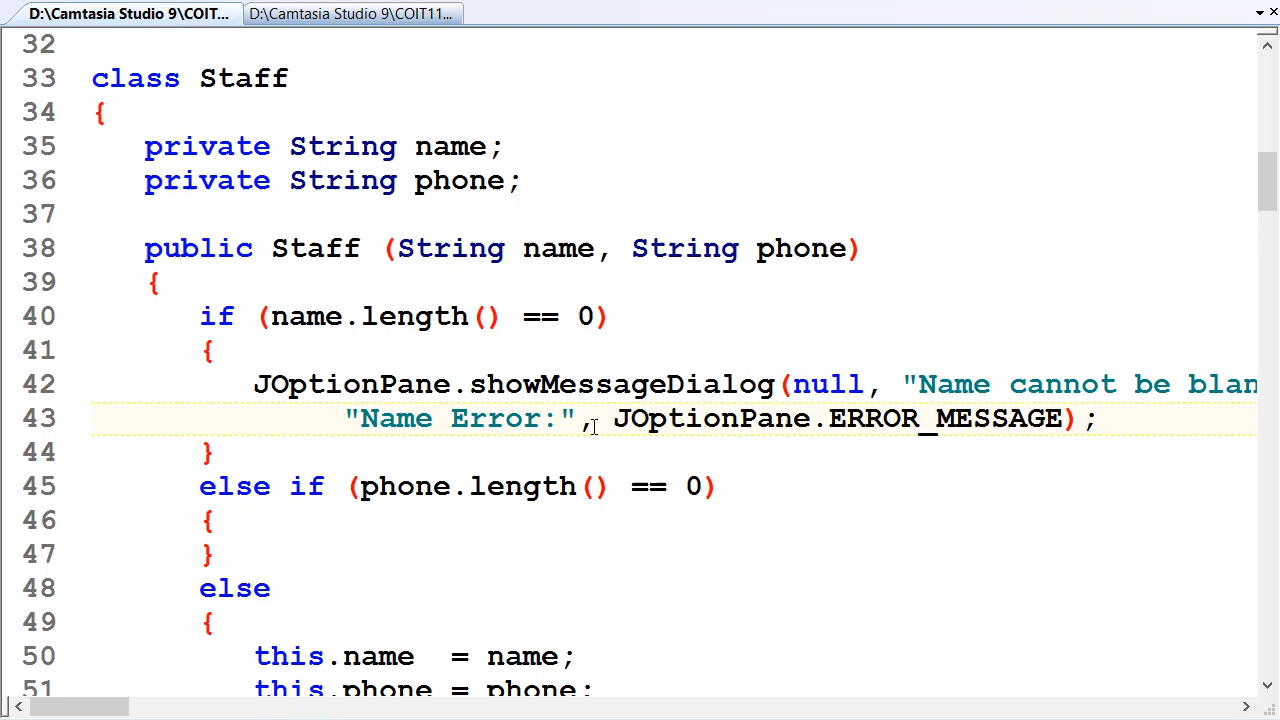 D:\Camtasia Studio 9\COIT... D:\Camtasia Studio 9\COIT11...
32
33 class Staff
34 {
35 private String name;
36 private String phone;
37
38 public Staff (String name, String phone)
39 {
40 if (name.length() == 0)
41 {
42 JOptionPane.showMessageDialog(null, "Name cannot be blan
43 "Name Error:", JOptionPane.ERROR_MESSAGE);
44 }
45 else if (phone.length() == 0)
46 {
47 }
48 else
49 {
50 this.name = name;
51 this.phone = phone;